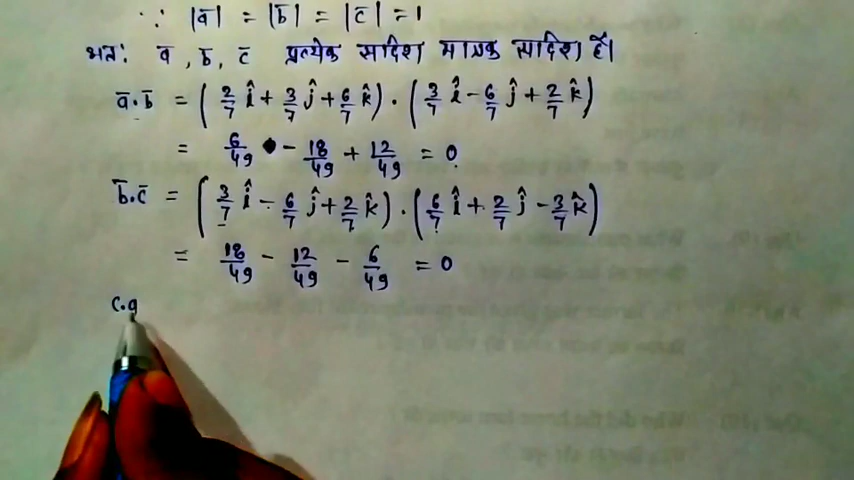 ∵ |a̅| = |b̅| = |c̅| = 1
अतः a̅, b̅, c̅ प्रत्येक सदिश मात्रक सदिश हैं।
a̅.b̅ = (2/7 î + 3/7 ĵ + 6/7 k̂) . (3/7 î − 6/7 ĵ + 2/7 k̂)
= 6/49 − 18/49 + 12/49 = 0
b̅.c̅ = (3/7 î − 6/7 ĵ + 2/7 k̂) . (6/7 î + 2/7 ĵ − 3/7 k̂)
= 18/49 − 12/49 − 6/49 = 0
c.a